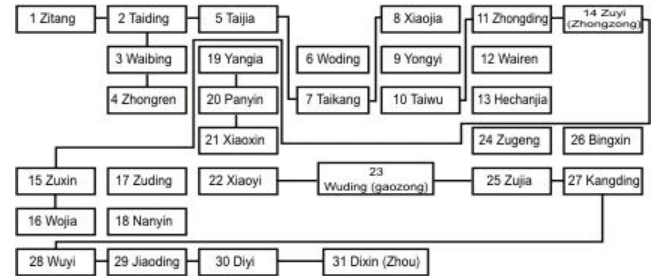 1 Zitang
2 Taiding
5 Taijia
8 Xiaojia
11 Zhongding
14 Zuyi
(Zhongzong)
3 Waibing
19 Yangia
6 Woding
9 Yongyi
12 Wairen
4 Zhongren
20 Panyin
7 Taikang
10 Taiwu
13 Hechanjia
21 Xiaoxin
24 Zugeng
26 Bingxin
15 Zuxin
17 Zuding
22 Xiaoyi
23
Wuding (gaozong)
25 Zujia
27 Kangding
16 Wojia
18 Nanyin
28 Wuyi
29 Jiaoding
30 Diyi
31 Dixin (Zhou)